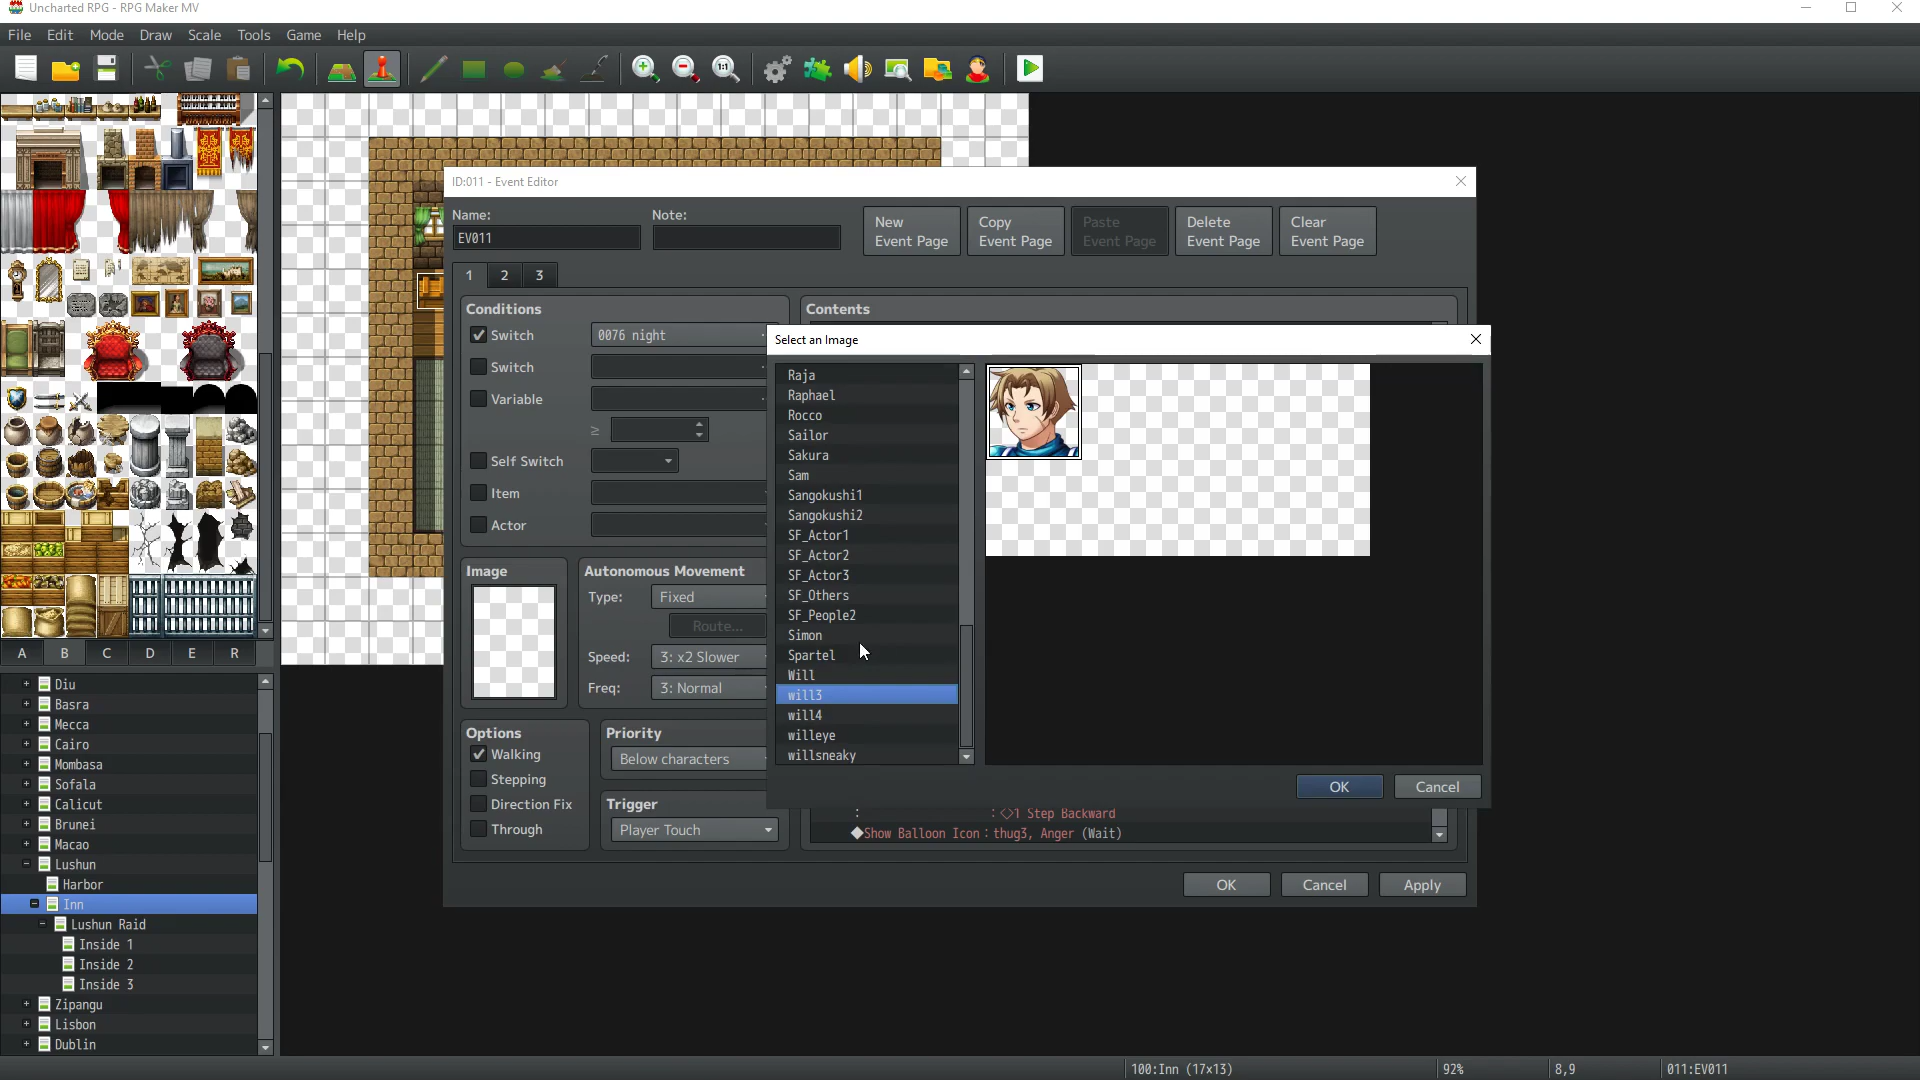 Uncharted RPG - RPG Maker MV
File Edit Mode Draw Scale Tools Game Help
1:1
ID:011 - Event Editor
Name:
Note:
EV011
New Event Page
Copy Event Page
Paste Event Page
Delete Event Page
Clear Event Page
1 2 3
Conditions
Switch
0076 night
Switch
Variable
≥
Self Switch
Item
Actor
Image
Autonomous Movement
Type: Fixed
Route...
Speed: 3: x2 Slower
Freq: 3: Normal
Options
Walking
Stepping
Direction Fix
Through
Priority
Below characters
Trigger
Player Touch
Contents
Select an Image
Raja
Raphael
Rocco
Sailor
Sakura
Sam
Sangokushi1
Sangokushi2
SF_Actor1
SF_Actor2
SF_Actor3
SF_Others
SF_People2
Simon
Spartel
Will
will3
will4
willeye
willsneaky
OK
Cancel
: :◇1 Step Backward
◆Show Balloon Icon：thug3, Anger (Wait)
OK
Cancel
Apply
A B C D E R
Diu
Basra
Mecca
Cairo
Mombasa
Sofala
Calicut
Brunei
Macao
Lushun
Harbor
Inn
Lushun Raid
Inside 1
Inside 2
Inside 3
Zipangu
Lisbon
Dublin
100:Inn (17x13)
92%
8,9
011:EV011